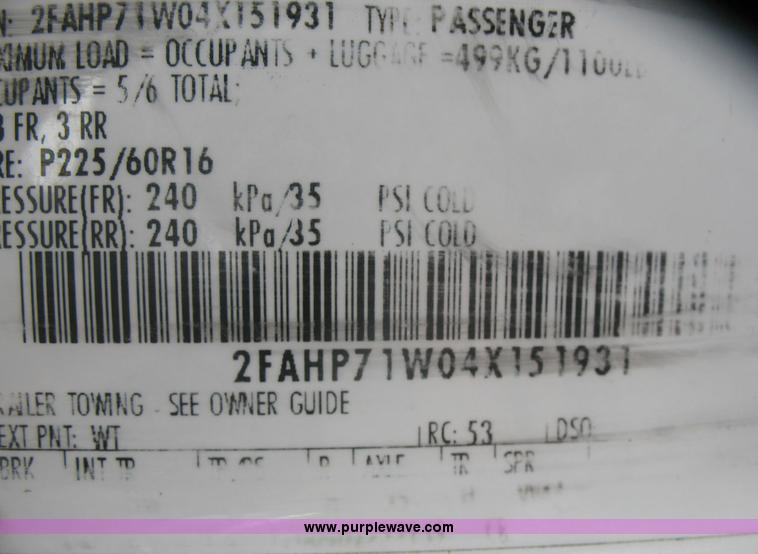 N: 2FAHP71W04X151931 TYPE PASSENGER
XIMUM LOAD = OCCUPANTS + LUGGAGE =499KG/1100LB
CUPANTS = 5/6 TOTAL;
3 FR, 3 RR
RE: P225/60R16
ESSURE(FR): 240 kPa/35 PSI COLD
ESSURE(RR): 240 kPa/35 PSI COLD
2FAHP71W04X151931
AILER TOWING - SEE OWNER GUIDE
EXT PNT: WT RC: 53 DSO
BRK INT TR AXLE TR SPR
www.purplewave.com